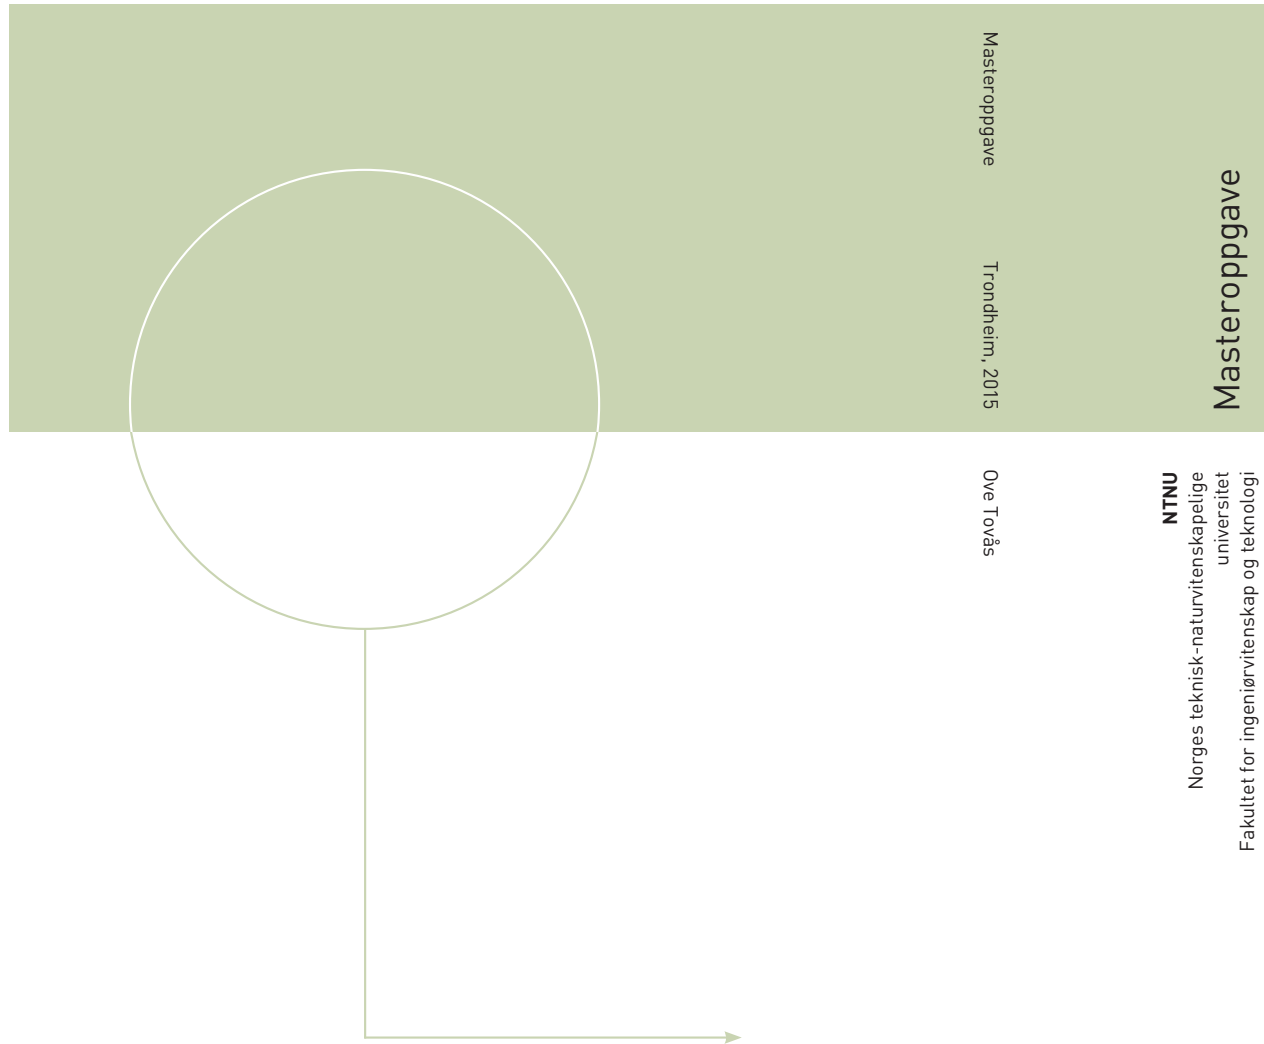 Masteroppgave
Trondheim, 2015
Ove Tovås
Masteroppgave
NTNU
Norges teknisk-naturvitenskapelige
universitet
Fakultet for ingeniørvitenskap og teknologi